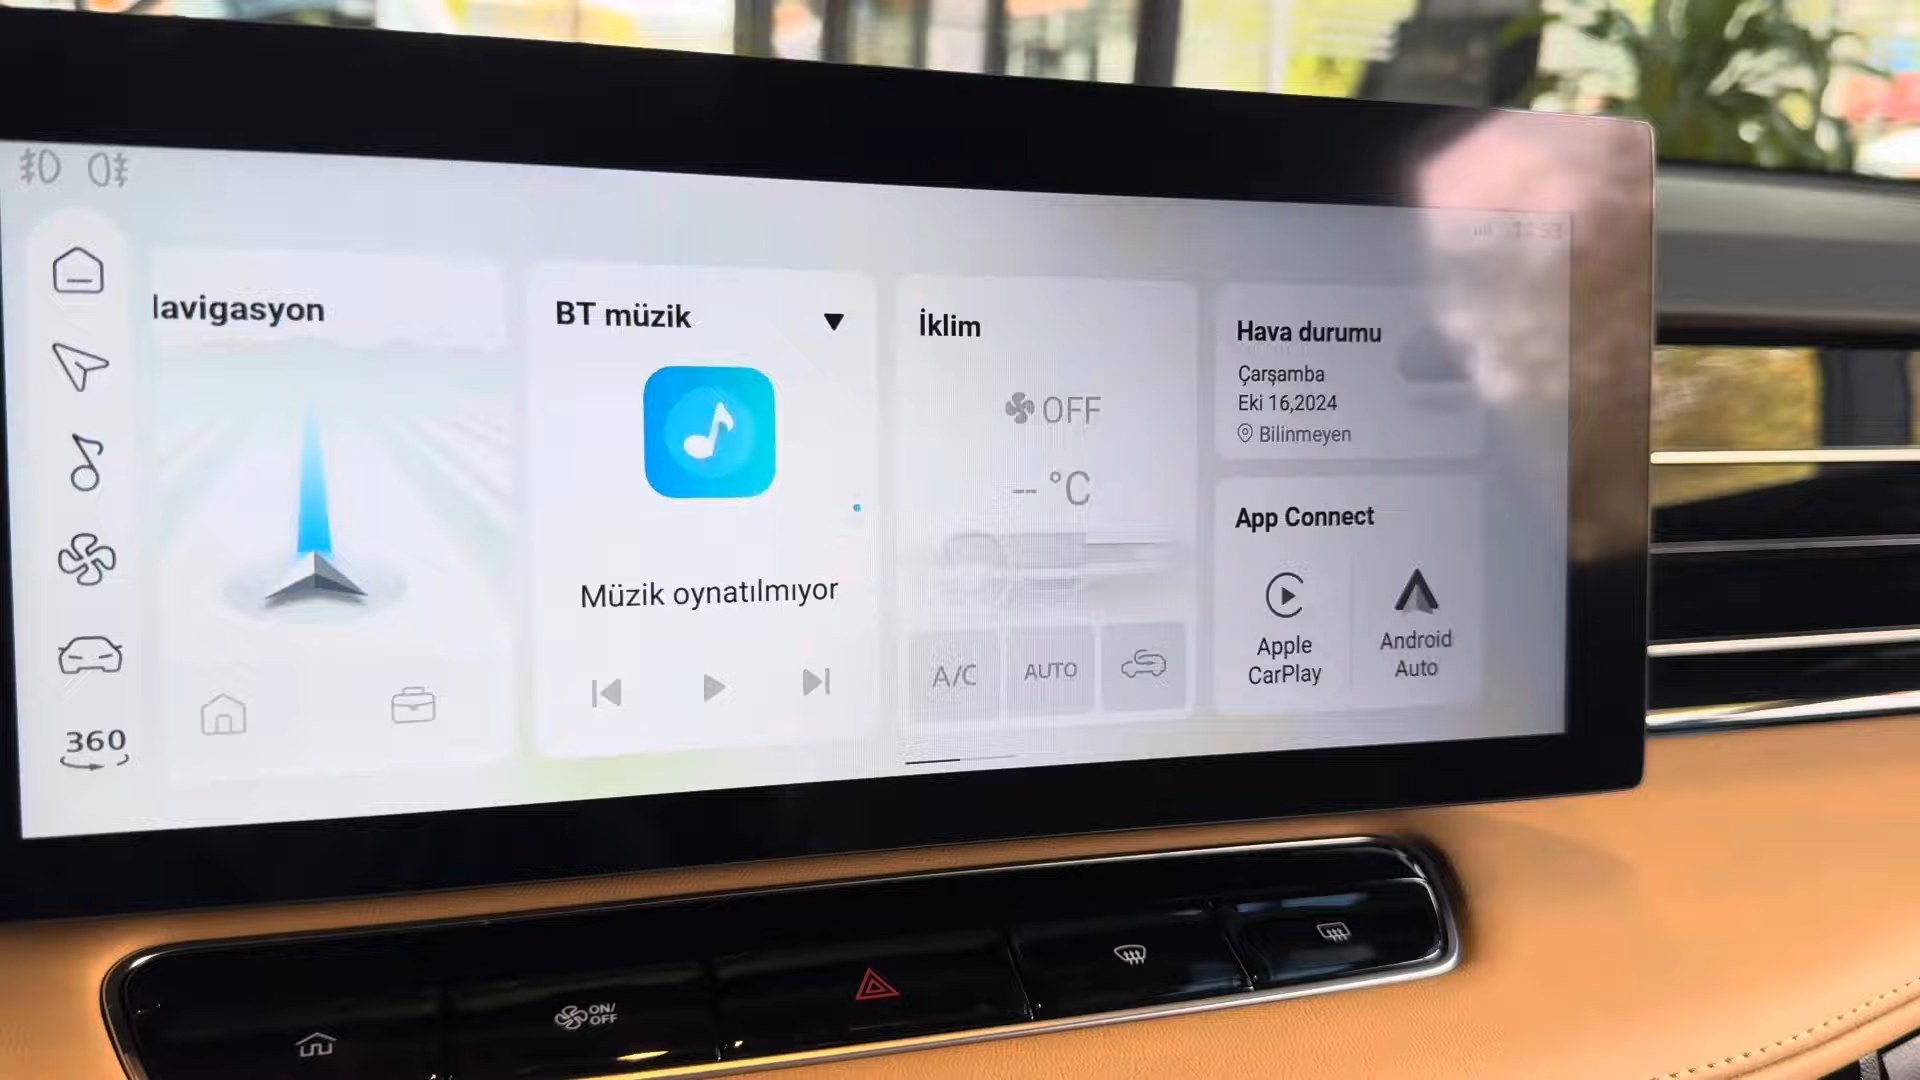 lavigasyon
BT müzik
Müzik oynatılmıyor
İklim
OFF
-- °C
A/C
AUTO
Hava durumu
Çarşamba
Eki 16,2024
Bilinmeyen
App Connect
Apple
CarPlay
Android
Auto
360
ON/
OFF